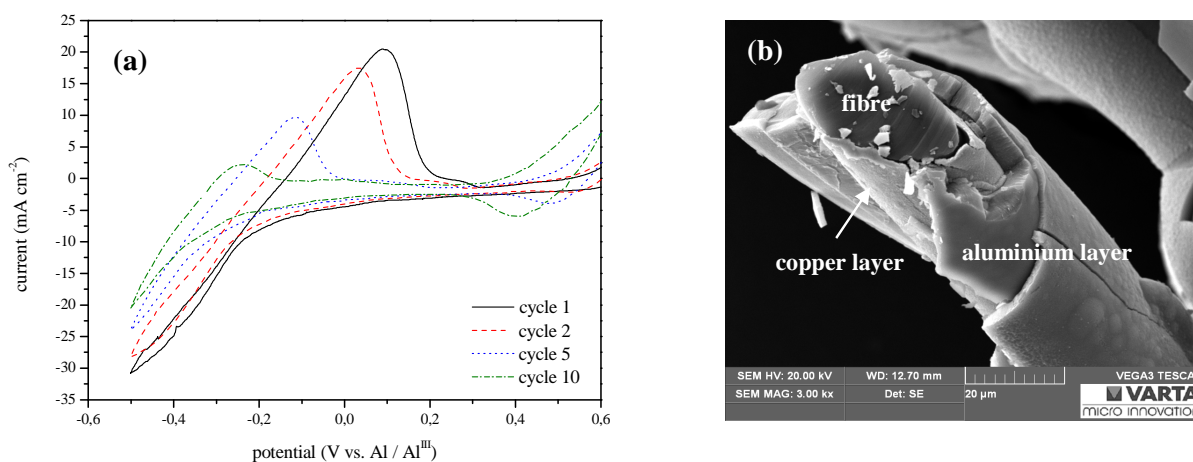 (a)
25
20
15
10
5
0
-5
-10
-15
-20
-25
-30
-35
current (mA cm⁻²)
cycle 1
cycle 2
cycle 5
cycle 10
-0,6 -0,4 -0,2 0,0 0,2 0,4 0,6
potential (V vs. Al / Alᴵᴵᴵ)
(b)
fibre
copper layer
aluminium layer
SEM HV: 20.00 kV WD: 12.70 mm VEGA3 TESCA
SEM MAG: 3.00 kx Det: SE 20 µm
VARTA
micro innovation